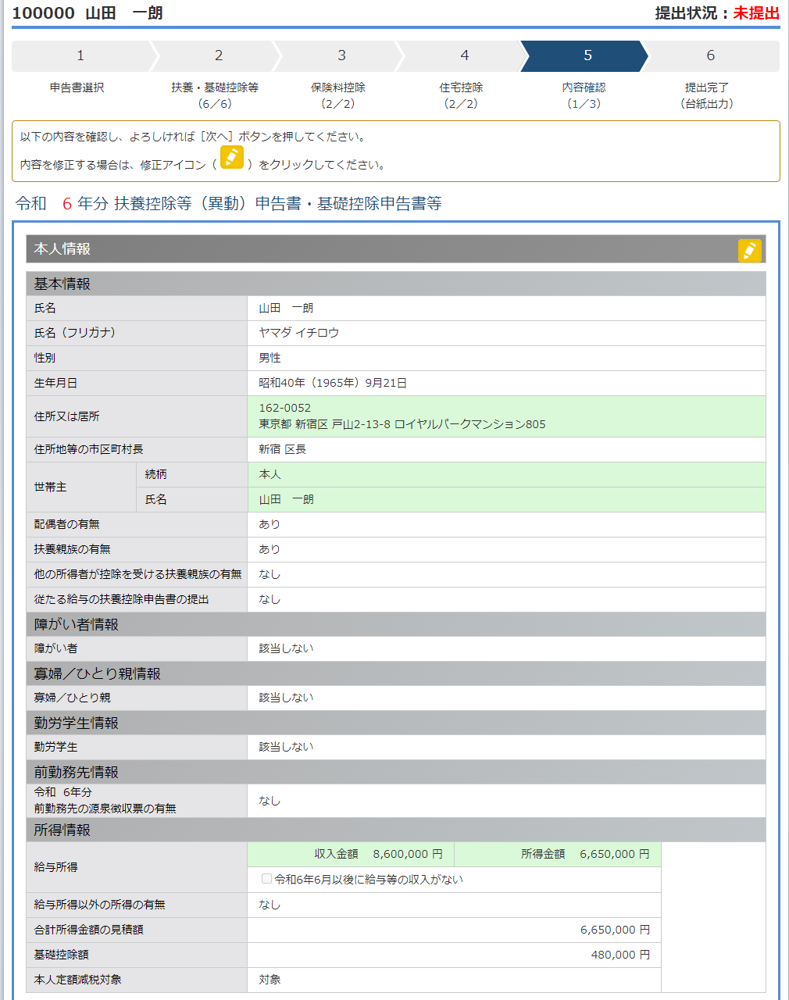 100000 山田　一朗
提出状況：未提出
1
2
3
4
5
6
申告書選択
扶養・基礎控除等
（6／6）
保険料控除
（2／2）
住宅控除
（2／2）
内容確認
（1／3）
提出完了
（台紙出力）
以下の内容を確認し、よろしければ［次へ］ボタンを押してください。
内容を修正する場合は、修正アイコン（ ）をクリックしてください。
令和　6 年分 扶養控除等（異動）申告書・基礎控除申告書等
本人情報
基本情報
氏名 山田　一朗
氏名（フリガナ） ヤマダ イチロウ
性別 男性
生年月日 昭和40年（1965年）9月21日
住所又は居所 162-0052
東京都 新宿区 戸山2-13-8 ロイヤルパークマンション805
住所地等の市区町村長 新宿 区長
世帯主 続柄 本人
氏名 山田　一朗
配偶者の有無 あり
扶養親族の有無 あり
他の所得者が控除を受ける扶養親族の有無 なし
従たる給与の扶養控除申告書の提出 なし
障がい者情報
障がい者 該当しない
寡婦／ひとり親情報
寡婦／ひとり親 該当しない
勤労学生情報
勤労学生 該当しない
前勤務先情報
令和 6年分
前勤務先の源泉徴収票の有無 なし
所得情報
給与所得 収入金額 8,600,000 円 所得金額 6,650,000 円
令和6年6月以後に給与等の収入がない
給与所得以外の所得の有無 なし
合計所得金額の見積額 6,650,000 円
基礎控除額 480,000 円
本人定額減税対象 対象